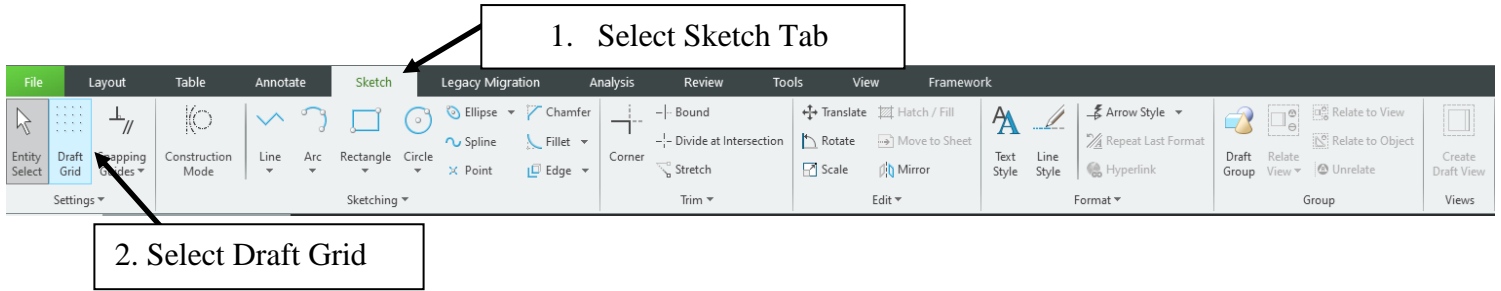 1. Select Sketch Tab
File Layout Table Annotate Sketch Legacy Migration Analysis Review Tools View Framework
Entity Select
Draft Grid
Snapping Guides
Settings
Construction Mode
Line
Arc
Rectangle
Circle
Ellipse
Spline
Point
Chamfer
Fillet
Edge
Sketching
Corner
Bound
Divide at Intersection
Stretch
Trim
Translate
Rotate
Scale
Hatch / Fill
Move to Sheet
Mirror
Edit
Text Style
Line Style
Arrow Style
Repeat Last Format
Hyperlink
Format
Draft Group
Relate View
Relate to View
Relate to Object
Unrelate
Group
Create Draft View
Views
2. Select Draft Grid